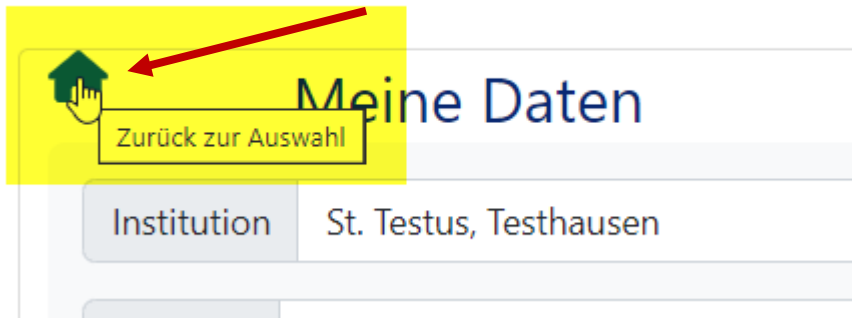 Meine Daten
Zurück zur Auswahl
Institution St. Testus, Testhausen